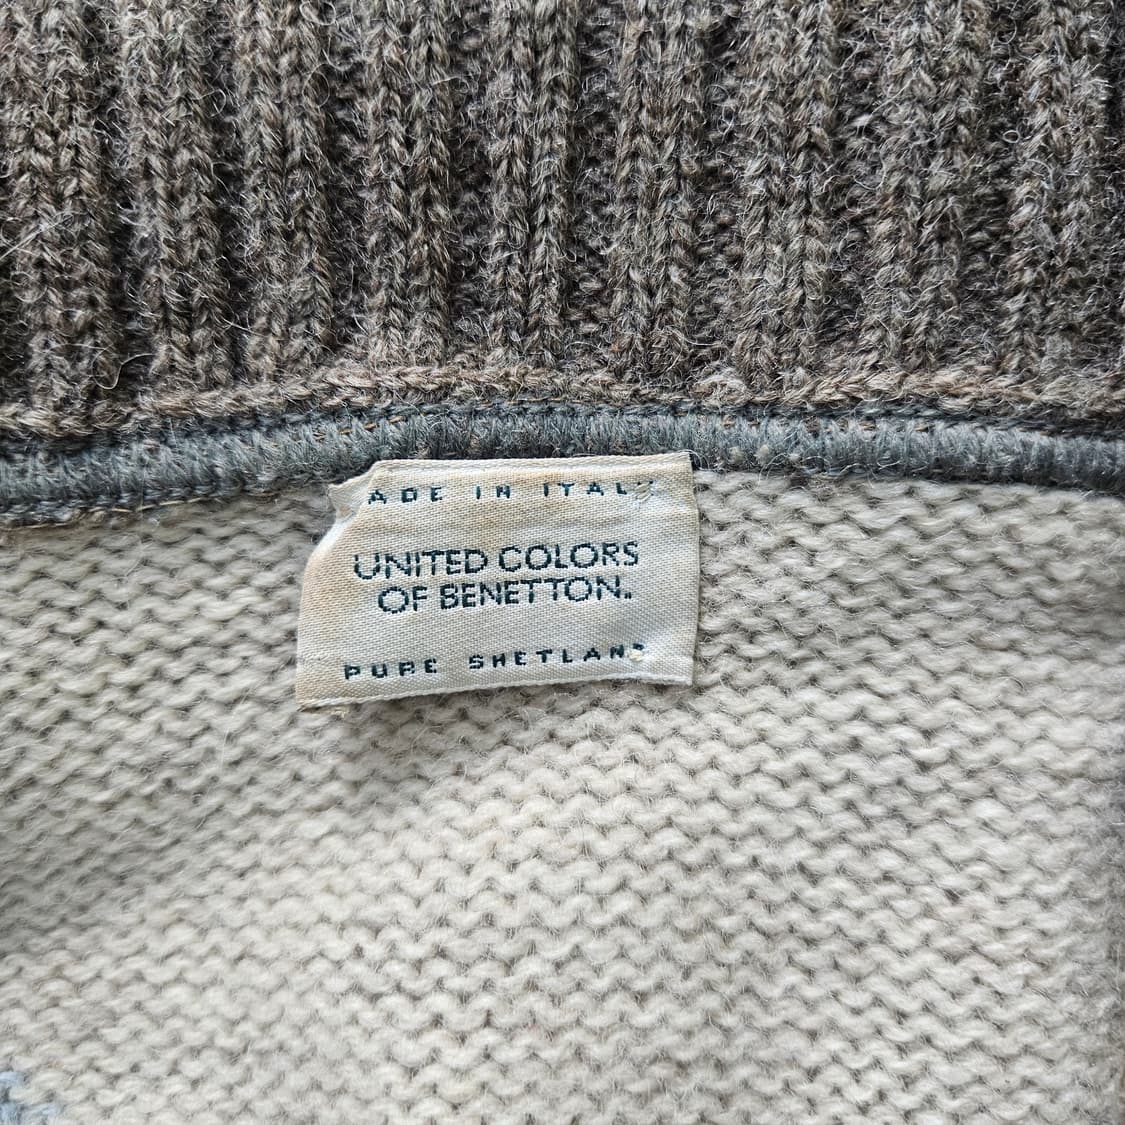 ADE IN ITALY
UNITED COLORS
OF BENETTON.
PURE SHETLAND